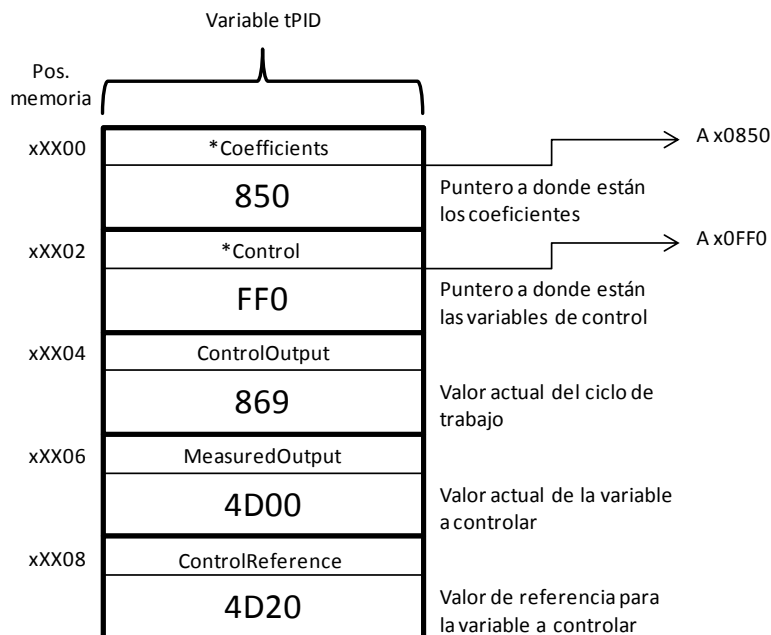 Variable tPID
Pos.
memoria
xXX00
*Coefficients
A x0850
850
Puntero a donde están
los coeficientes
xXX02
*Control
A x0FF0
FF0
Puntero a donde están
las variables de control
xXX04
ControlOutput
869
Valor actual del ciclo de
trabajo
xXX06
MeasuredOutput
4D00
Valor actual de la variable
a controlar
xXX08
ControlReference
4D20
Valor de referencia para
la variable a controlar